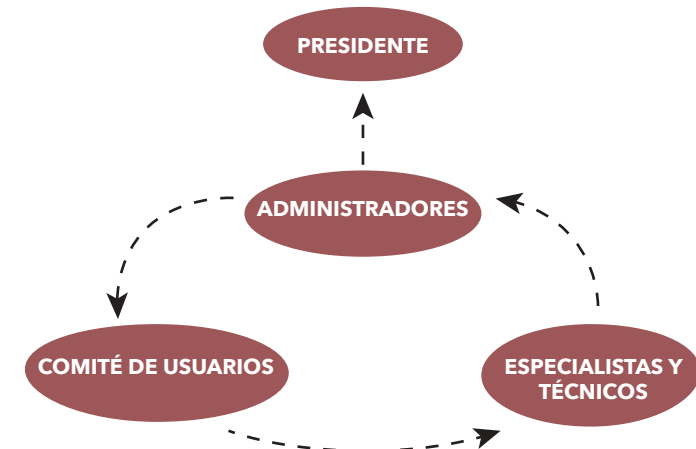 PRESIDENTE
ADMINISTRADORES
COMITÉ DE USUARIOS
ESPECIALISTAS Y
TÉCNICOS